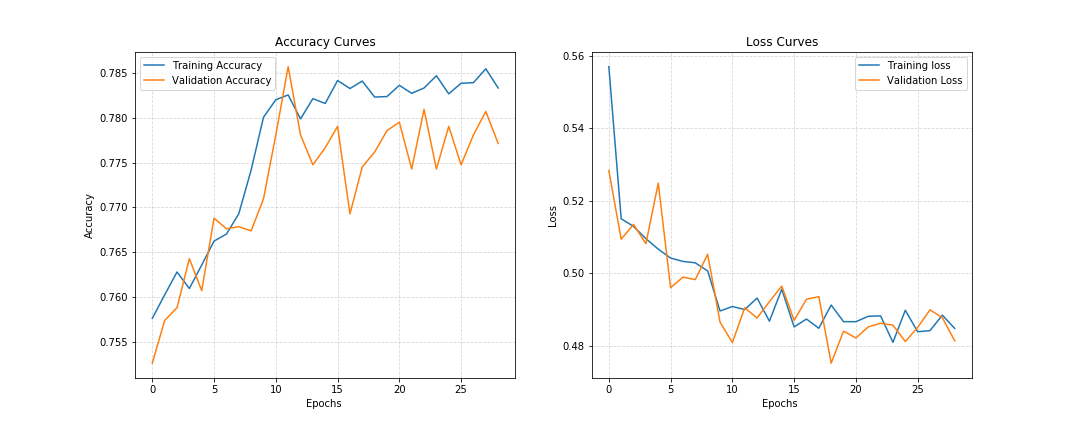 Accuracy Curves
Training Accuracy
Validation Accuracy
0.785
0.780
0.775
0.770
0.765
0.760
0.755
Accuracy
0 5 10 15 20 25
Epochs
Loss Curves
Training loss
Validation Loss
0.56
0.54
0.52
0.50
0.48
Loss
0 5 10 15 20 25
Epochs